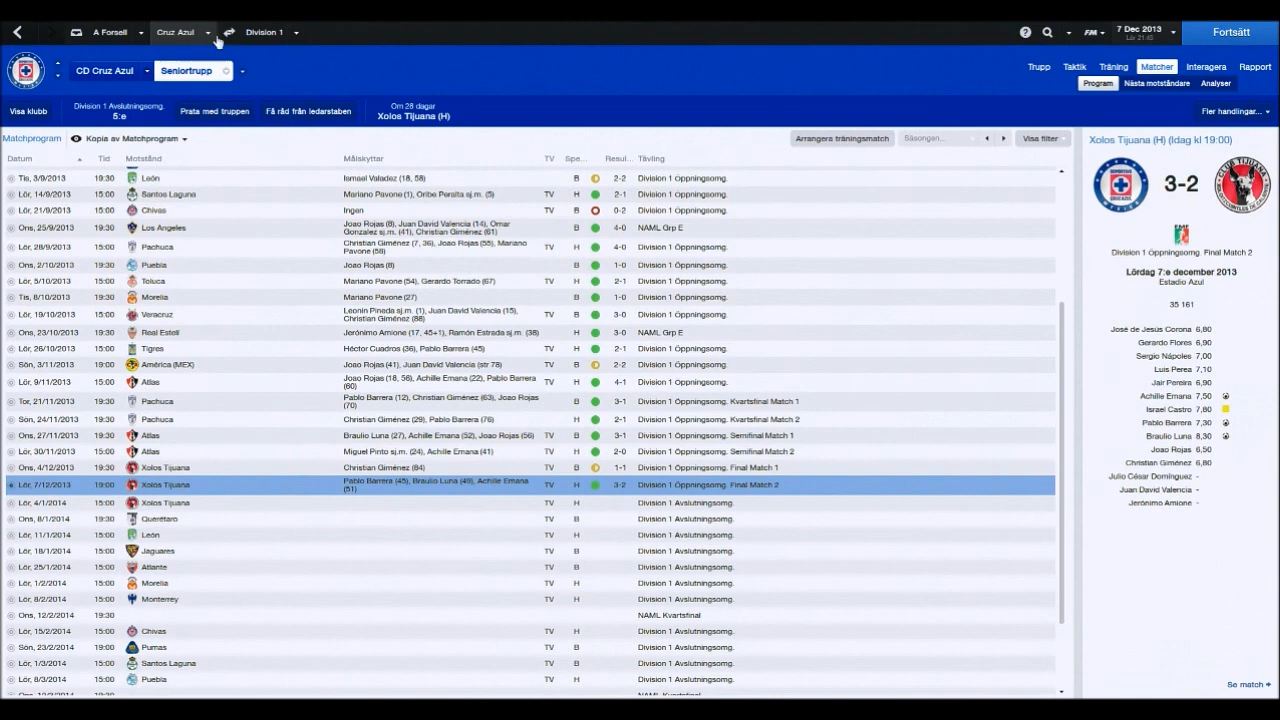 A Forsell Cruz Azul Division 1 FM 7 Dec 2013 Fortsätt
Lör 21:45
CD Cruz Azul Seniortrupp Trupp Taktik Träning Matcher Interagera Rapport
Program Nästa motståndare Analyser
Visa klubb Division 1 Avslutningsomg. 5:e Prata med truppen Få råd från ledarstaben Om 28 dagar Xolos Tijuana (H) Fler handlingar...
Matchprogram Kopia av Matchprogram Arrangera träningsmatch Säsongen... Visa filter
Datum Tid Motstånd Målskyttar TV Spe... Resul... Tävling
Tis, 3/9/2013 19:30 León Ismael Valadez (18, 58) B 2-2 Division 1 Öppningsomg.
Lör, 14/9/2013 15:00 Santos Laguna Mariano Pavone (1), Oribe Peralta sj.m. (5) TV H 2-1 Division 1 Öppningsomg.
Lör, 21/9/2013 15:00 Chivas Ingen TV B 0-2 Division 1 Öppningsomg.
Ons, 25/9/2013 19:30 Los Angeles Joao Rojas (8), Juan David Valencia (14), Omar Gonzalez sj.m. (41), Christian Giménez (61) B 4-0 NAML Grp E
Lör, 28/9/2013 15:00 Pachuca Christian Giménez (7, 36), Joao Rojas (55), Mariano Pavone (58) TV H 4-0 Division 1 Öppningsomg.
Ons, 2/10/2013 19:30 Puebla Joao Rojas (8) B 1-0 Division 1 Öppningsomg.
Lör, 5/10/2013 15:00 Toluca Mariano Pavone (54), Gerardo Torrado (67) TV H 2-1 Division 1 Öppningsomg.
Tis, 8/10/2013 19:30 Morelia Mariano Pavone (27) B 1-0 Division 1 Öppningsomg.
Lör, 19/10/2013 15:00 Veracruz Leonin Pineda sj.m. (1), Juan David Valencia (15), Christian Giménez (88) TV B 3-0 Division 1 Öppningsomg.
Ons, 23/10/2013 19:30 Real Estelí Jerónimo Amione (17, 45+1), Ramón Estrada sj.m. (38) H 3-0 NAML Grp E
Lör, 26/10/2013 15:00 Tigres Héctor Cuadros (36), Pablo Barrera (45) TV H 2-1 Division 1 Öppningsomg.
Sön, 3/11/2013 19:00 América (MEX) Joao Rojas (41), Juan David Valencia (str 78) TV B 2-2 Division 1 Öppningsomg.
Lör, 9/11/2013 15:00 Atlas Joao Rojas (18, 56), Achille Emana (22), Pablo Barrera (60) TV H 4-1 Division 1 Öppningsomg.
Tor, 21/11/2013 19:30 Pachuca Pablo Barrera (12), Christian Giménez (63), Joao Rojas (70) B 3-1 Division 1 Öppningsomg. Kvartsfinal Match 1
Sön, 24/11/2013 19:30 Pachuca Christian Giménez (29), Pablo Barrera (76) H 2-1 Division 1 Öppningsomg. Kvartsfinal Match 2
Ons, 27/11/2013 19:30 Atlas Braulio Luna (27), Achille Emana (52), Joao Rojas (56) TV B 3-1 Division 1 Öppningsomg. Semifinal Match 1
Lör, 30/11/2013 15:00 Atlas Miguel Pinto sj.m. (24), Achille Emana (41) TV H 2-0 Division 1 Öppningsomg. Semifinal Match 2
Ons, 4/12/2013 19:30 Xolos Tijuana Christian Giménez (84) TV B 1-1 Division 1 Öppningsomg. Final Match 1
Lör, 7/12/2013 19:00 Xolos Tijuana Pablo Barrera (45), Braulio Luna (49), Achille Emana (51) TV H 3-2 Division 1 Öppningsomg. Final Match 2
Lör, 4/1/2014 15:00 Xolos Tijuana TV H Division 1 Avslutningsomg.
Ons, 8/1/2014 19:30 Querétaro TV B Division 1 Avslutningsomg.
Lör, 11/1/2014 15:00 León TV H Division 1 Avslutningsomg.
Lör, 18/1/2014 15:00 Jaguares TV B Division 1 Avslutningsomg.
Lör, 25/1/2014 15:00 Atlante TV B Division 1 Avslutningsomg.
Lör, 1/2/2014 15:00 Morelia TV H Division 1 Avslutningsomg.
Lör, 8/2/2014 15:00 Monterrey TV H Division 1 Avslutningsomg.
Ons, 12/2/2014 19:30 NAML Kvartsfinal
Lör, 15/2/2014 15:00 Chivas TV H Division 1 Avslutningsomg.
Sön, 23/2/2014 19:00 Pumas TV B Division 1 Avslutningsomg.
Lör, 1/3/2014 15:00 Santos Laguna TV B Division 1 Avslutningsomg.
Lör, 8/3/2014 15:00 Puebla TV H Division 1 Avslutningsomg.
Xolos Tijuana (H) (Idag kl 19:00)
3-2
Division 1 Öppningsomg. Final Match 2
Lördag 7:e december 2013
Estadio Azul
35 161
José de Jesús Corona 6,80
Gerardo Flores 6,90
Sergio Nápoles 7,00
Luis Perea 7,10
Jair Pereira 6,90
Achille Emana 7,50
Israel Castro 7,80
Pablo Barrera 7,30
Braulio Luna 8,30
Joao Rojas 6,50
Christian Giménez 6,80
Julio César Domínguez -
Juan David Valencia -
Jerónimo Amione -
Se match